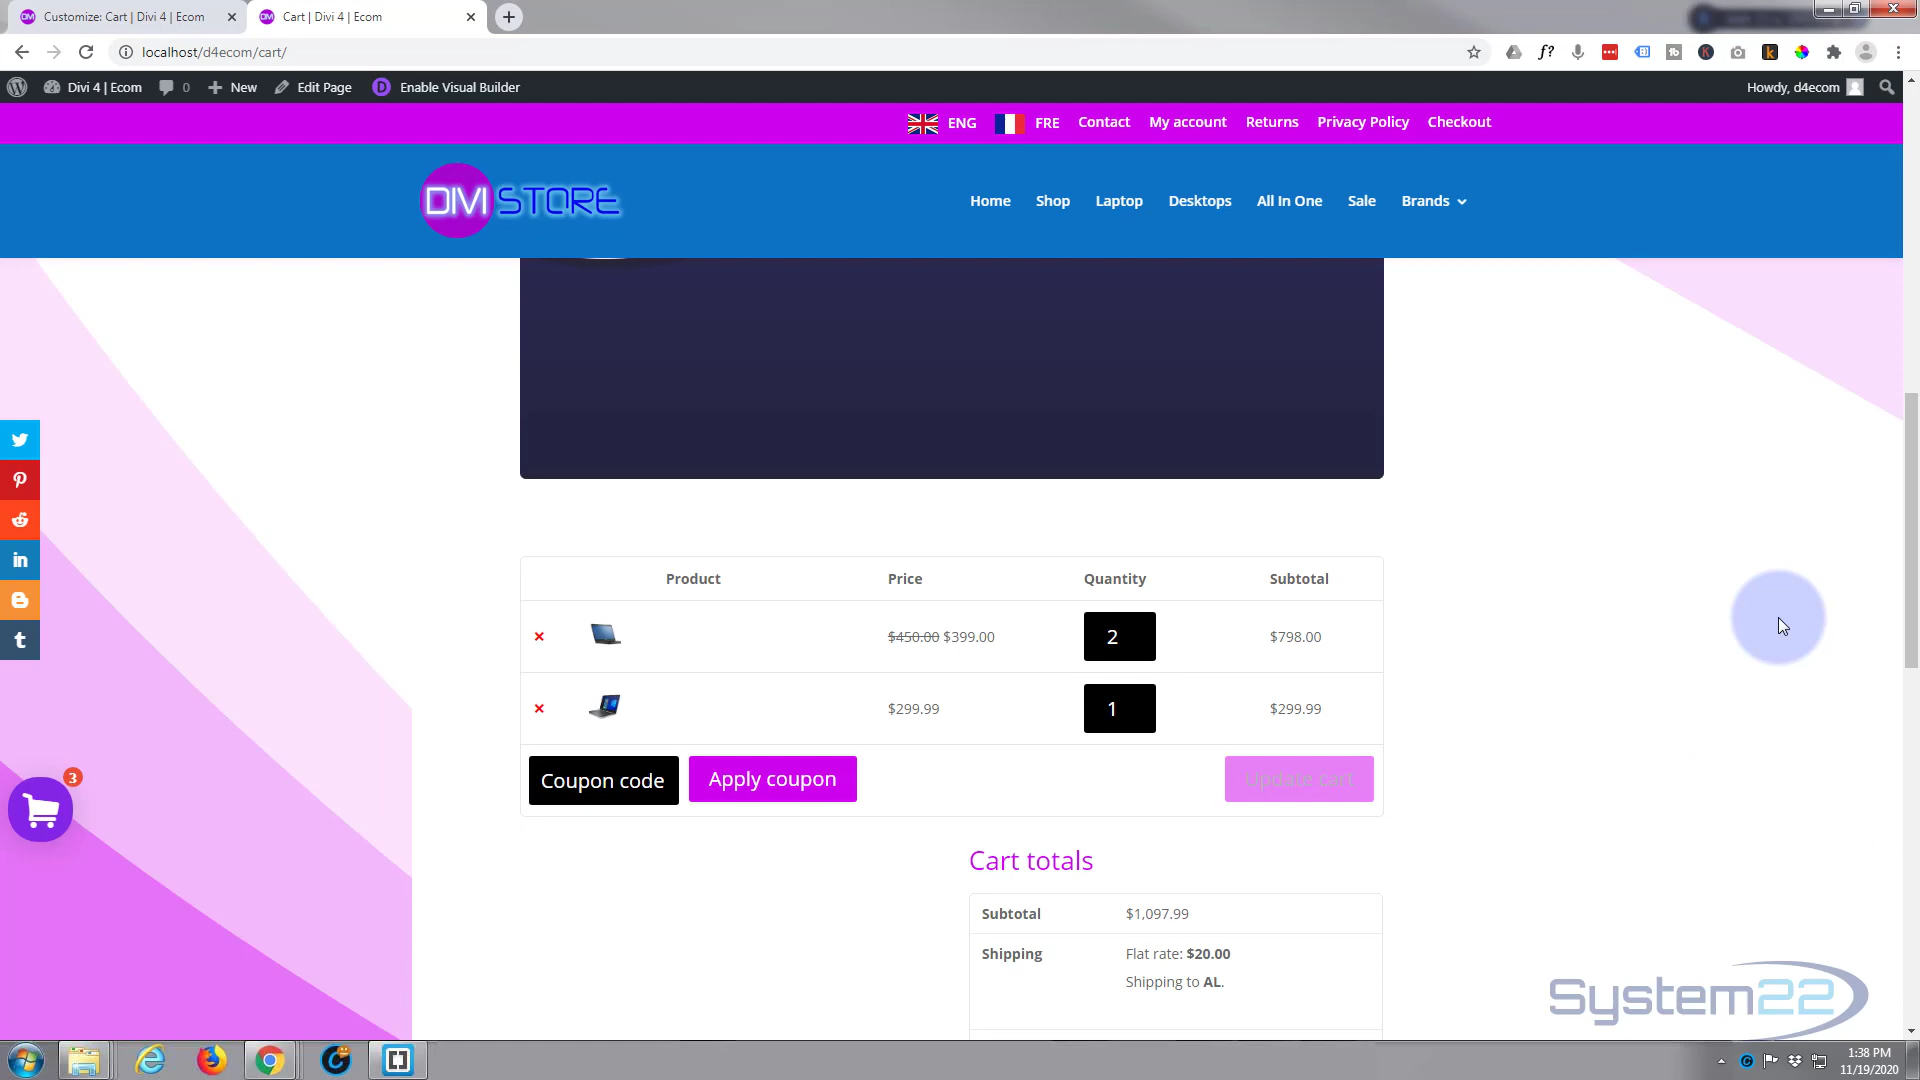 Customize: Cart | Divi 4 | Ecom
Cart | Divi 4 | Ecom
localhost/d4ecom/cart/
Divi 4 | Ecom
0
New
Edit Page
Enable Visual Builder
Howdy, d4ecom
ENG
FRE
Contact
My account
Returns
Privacy Policy
Checkout
DIVI STORE
Home
Shop
Laptop
Desktops
All In One
Sale
Brands
Product Price Quantity Subtotal
× $450.00 $399.00 2 $798.00
× $299.99 1 $299.99
Coupon code
Apply coupon
Update cart
3
Cart totals
Subtotal $1,097.99
Shipping Flat rate: $20.00
Shipping to AL.
System22
1:38 PM
11/19/2020